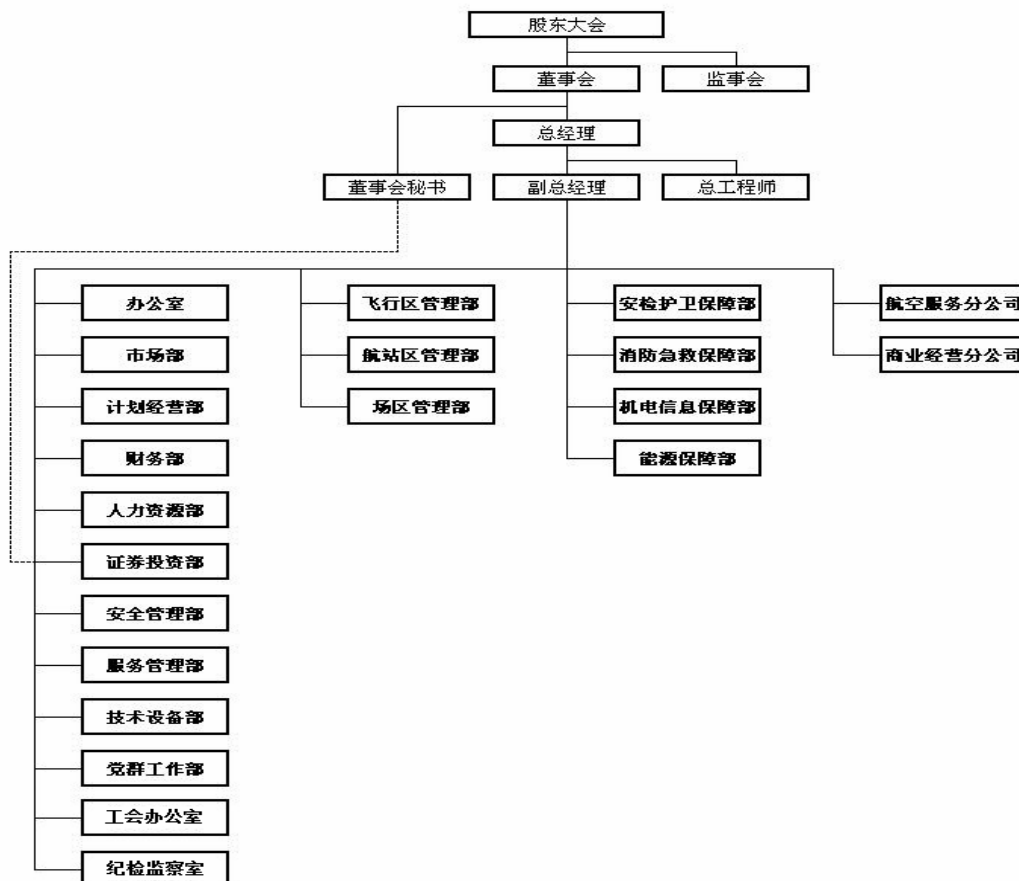 股东大会
董事会
监事会
总经理
董事会秘书
副总经理
总工程师
办公室
市场部
计划经营部
财务部
人力资源部
证券投资部
安全管理部
服务管理部
技术设备部
党群工作部
工会办公室
纪检监察室
飞行区管理部
航站区管理部
场区管理部
安检护卫保障部
消防急救保障部
机电信息保障部
能源保障部
航空服务分公司
商业经营分公司